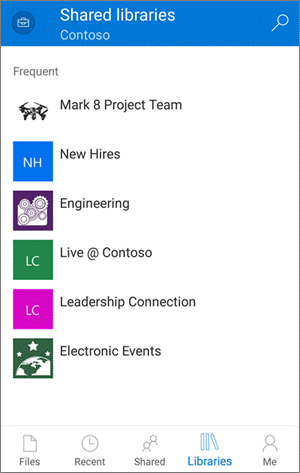 Shared libraries
Contoso
Frequent
Mark 8 Project Team
NH
New Hires
Engineering
LC
Live @ Contoso
LC
Leadership Connection
Electronic Events
Files
Recent
Shared
Libraries
Me